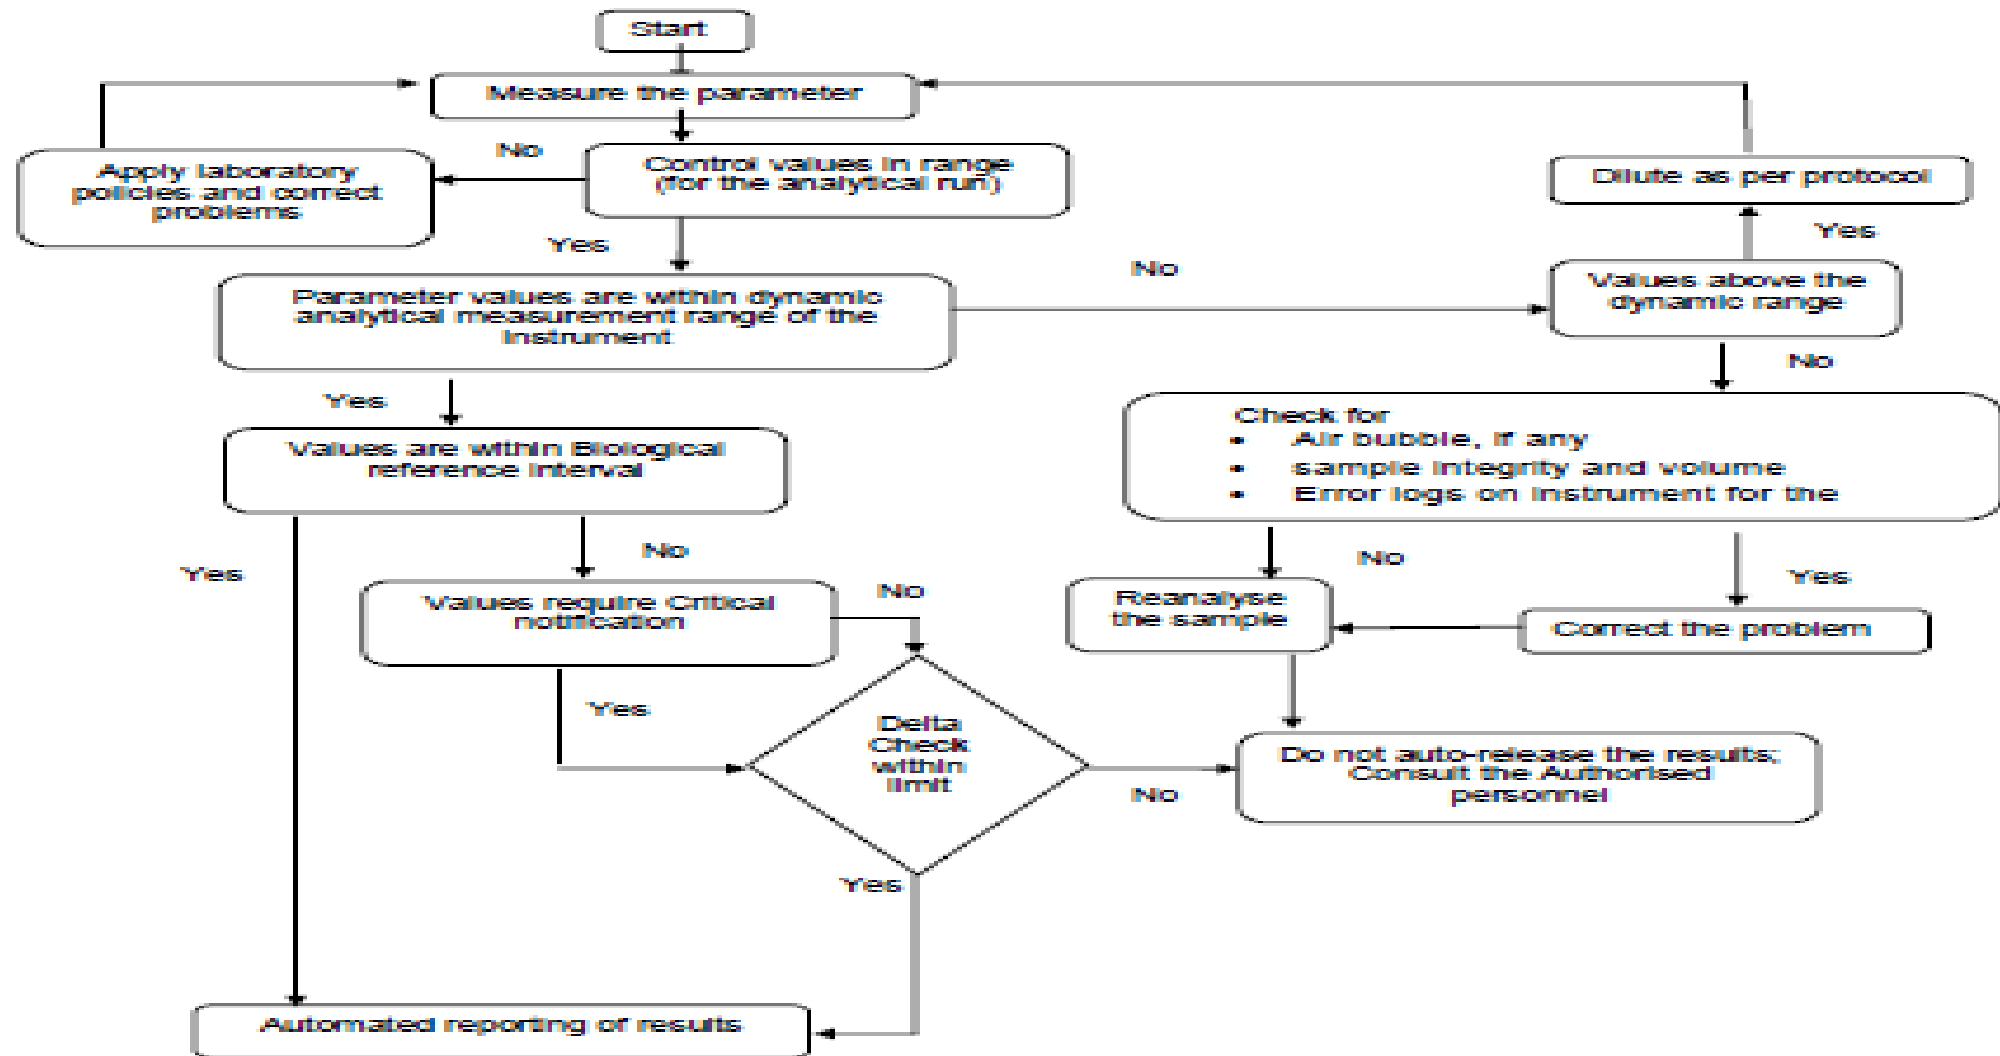 Start
Measure the parameter
No
Control values in range
(for the analytical run)
Apply laboratory
policies and correct
problems
Dilute as per protocol
Yes
Yes
No
Parameter values are within dynamic
analytical measurement range of the
instrument
Values above the
dynamic range
No
Yes
Check for
• Air bubble, if any
• sample integrity and volume
• Error logs on instrument for the
Values are within Biological
reference interval
Yes
No
No
Yes
Values require Critical
notification
No
Reanalyse
the sample
Correct the problem
Yes
Delta
Check
within
limit
No
Do not auto-release the results;
Consult the Authorised
personnel
Yes
Automated reporting of results